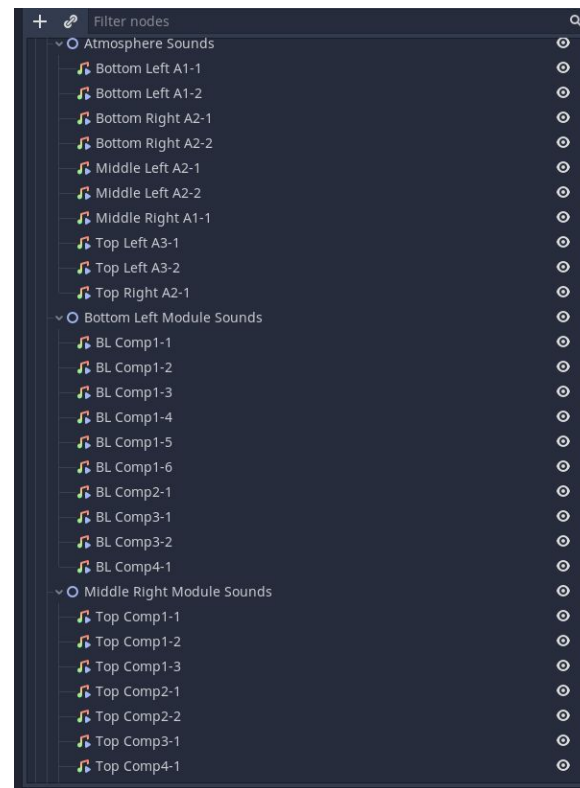 Filter nodes
Atmosphere Sounds
Bottom Left A1-1
Bottom Left A1-2
Bottom Right A2-1
Bottom Right A2-2
Middle Left A2-1
Middle Left A2-2
Middle Right A1-1
Top Left A3-1
Top Left A3-2
Top Right A2-1
Bottom Left Module Sounds
BL Comp1-1
BL Comp1-2
BL Comp1-3
BL Comp1-4
BL Comp1-5
BL Comp1-6
BL Comp2-1
BL Comp3-1
BL Comp3-2
BL Comp4-1
Middle Right Module Sounds
Top Comp1-1
Top Comp1-2
Top Comp1-3
Top Comp2-1
Top Comp2-2
Top Comp3-1
Top Comp4-1